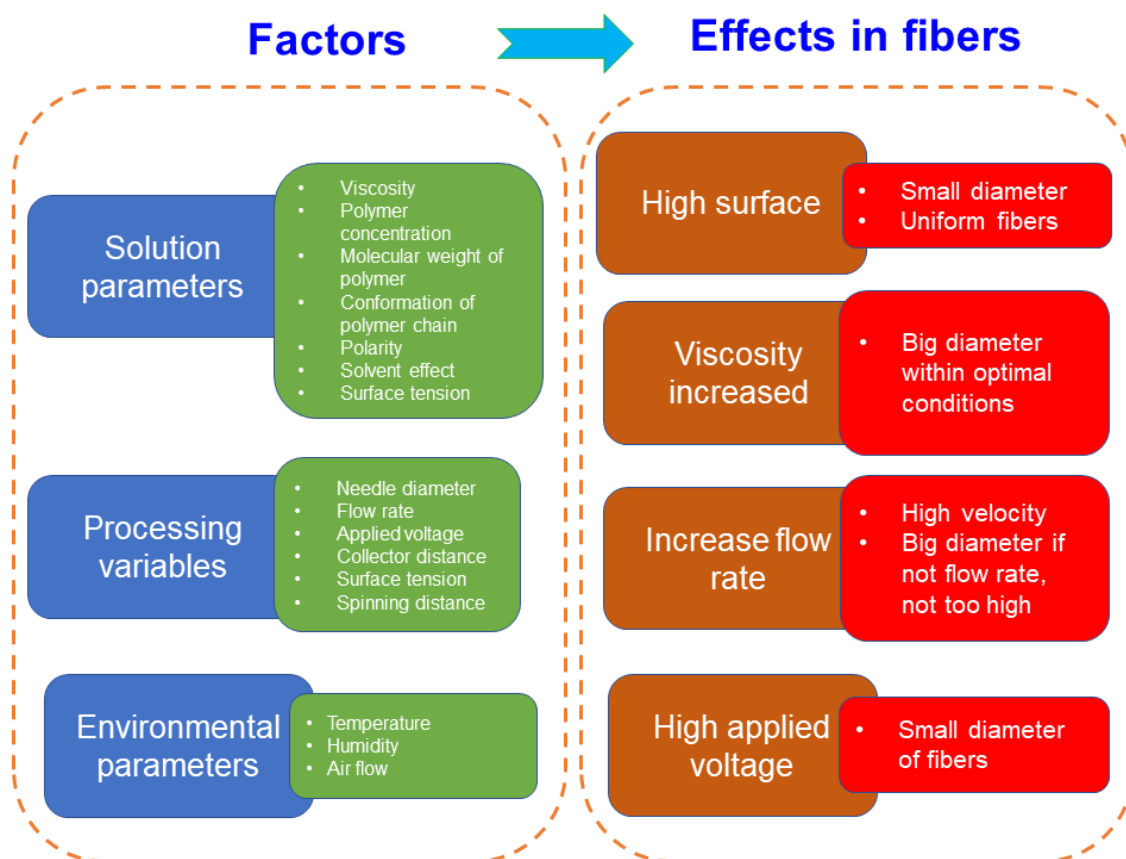 Factors
Effects in fibers
Solution
parameters
• Viscosity
• Polymer
concentration
• Molecular weight of
polymer
• Conformation of
polymer chain
• Polarity
• Solvent effect
• Surface tension
Processing
variables
• Needle diameter
• Flow rate
• Applied voltage
• Collector distance
• Surface tension
• Spinning distance
Environmental
parameters
• Temperature
• Humidity
• Air flow
High surface
• Small diameter
• Uniform fibers
Viscosity
increased
• Big diameter
within optimal
conditions
Increase flow
rate
• High velocity
• Big diameter if
not flow rate,
not too high
High applied
voltage
• Small diameter
of fibers